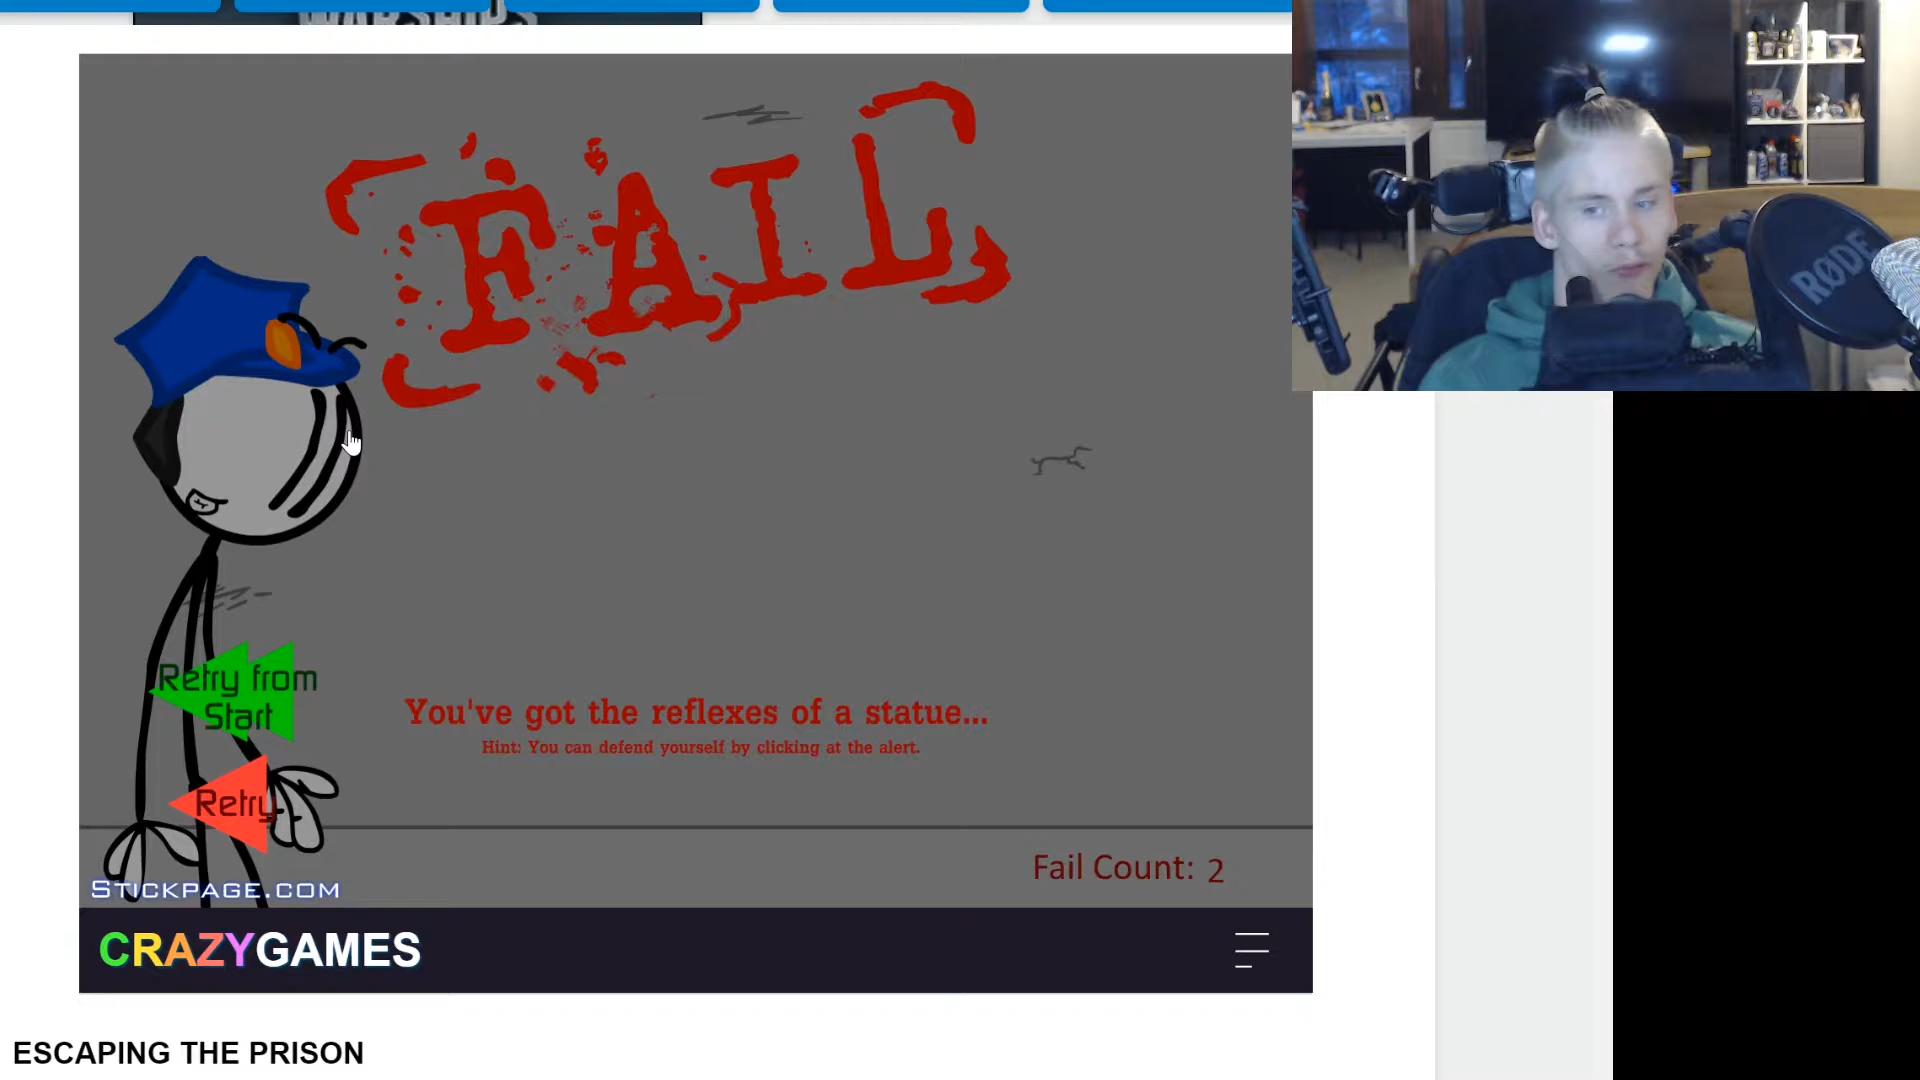 WARSHIPS
FAIL
RØDE
Retry from
Start
You've got the reflexes of a statue...
Hint: You can defend yourself by clicking at the alert.
Retry
Fail Count: 2
STICKPAGE.COM
CRAZYGAMES
ESCAPING THE PRISON